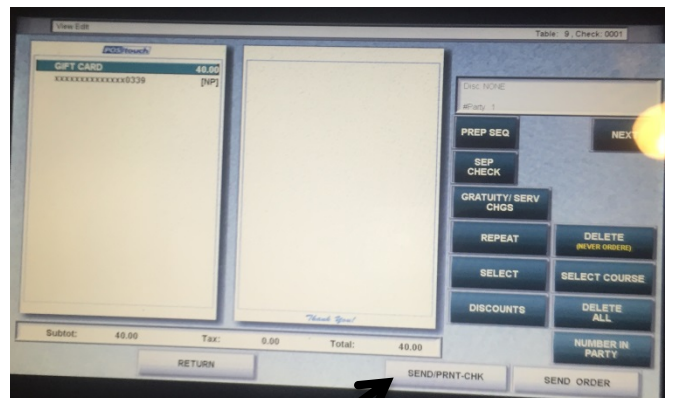 View Edit
Table: 9 , Check: 0001
POSitouch
GIFT CARD 40.00
xxxxxxxxxxxxxx0339 [NP]
Disc: NONE
#Party 1
PREP SEQ
NEXT
SEP
CHECK
GRATUITY/ SERV
CHGS
REPEAT
DELETE
(NEVER ORDERE)
SELECT
SELECT COURSE
DISCOUNTS
DELETE
ALL
Thank You!
Subtot: 40.00 Tax: 0.00 Total: 40.00
NUMBER IN
PARTY
RETURN
SEND/PRNT-CHK
SEND ORDER